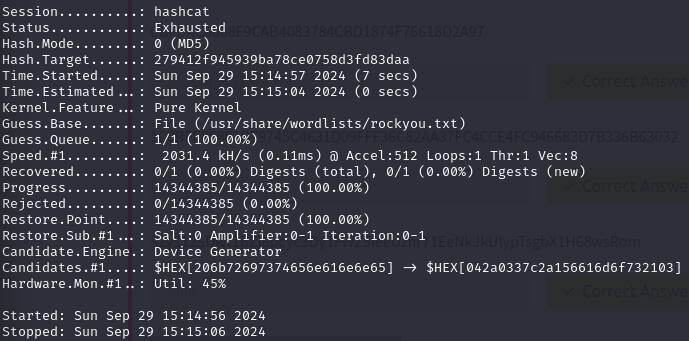 Session..........: hashcat
Status...........: Exhausted
Hash.Mode........: 0 (MD5)
Hash.Target......: 279412f945939ba78ce0758d3fd83daa
Time.Started.....: Sun Sep 29 15:14:57 2024 (7 secs)
Time.Estimated...: Sun Sep 29 15:15:04 2024 (0 secs)
Kernel.Feature...: Pure Kernel
Guess.Base.......: File (/usr/share/wordlists/rockyou.txt)
Guess.Queue......: 1/1 (100.00%)
Speed.#1.........:  2031.4 kH/s (0.11ms) @ Accel:512 Loops:1 Thr:1 Vec:8
Recovered........: 0/1 (0.00%) Digests (total), 0/1 (0.00%) Digests (new)
Progress.........: 14344385/14344385 (100.00%)
Rejected.........: 0/14344385 (0.00%)
Restore.Point....: 14344385/14344385 (100.00%)
Restore.Sub.#1...: Salt:0 Amplifier:0-1 Iteration:0-1
Candidate.Engine.: Device Generator
Candidates.#1....: $HEX[206b72697374656e616e6e65] → $HEX[042a0337c2a156616d6f732103]
Hardware.Mon.#1..: Util: 45%
Started: Sun Sep 29 15:14:56 2024
Stopped: Sun Sep 29 15:15:06 2024
✓ Correct Answe
✓ Correct Answe
✓ Correct Answe